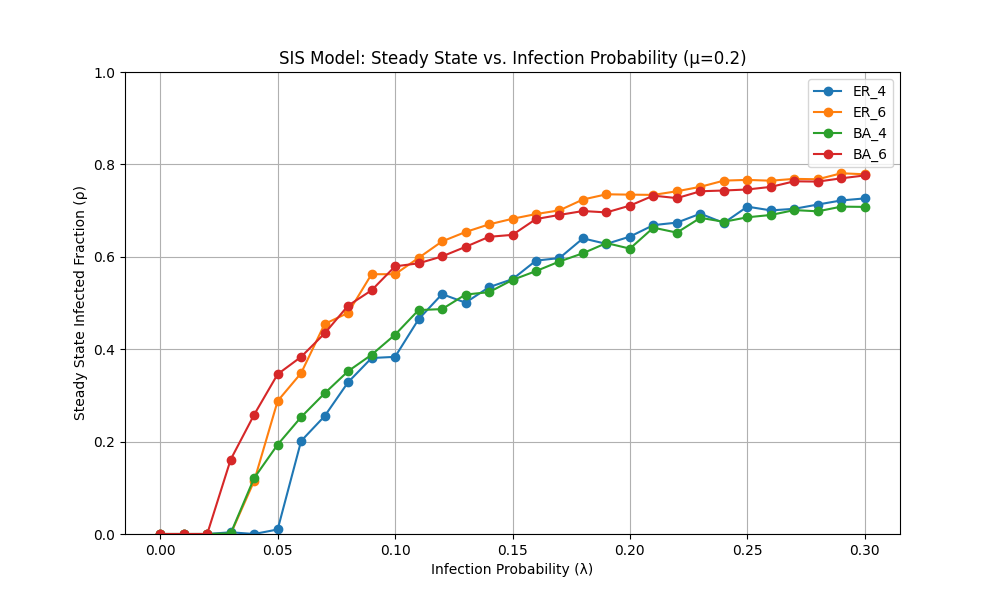 SIS Model: Steady State vs. Infection Probability (μ=0.2)
1.0
0.8
0.6
0.4
0.2
0.0
Steady State Infected Fraction (ρ)
ER_4
ER_6
BA_4
BA_6
0.00 0.05 0.10 0.15 0.20 0.25 0.30
Infection Probability (λ)